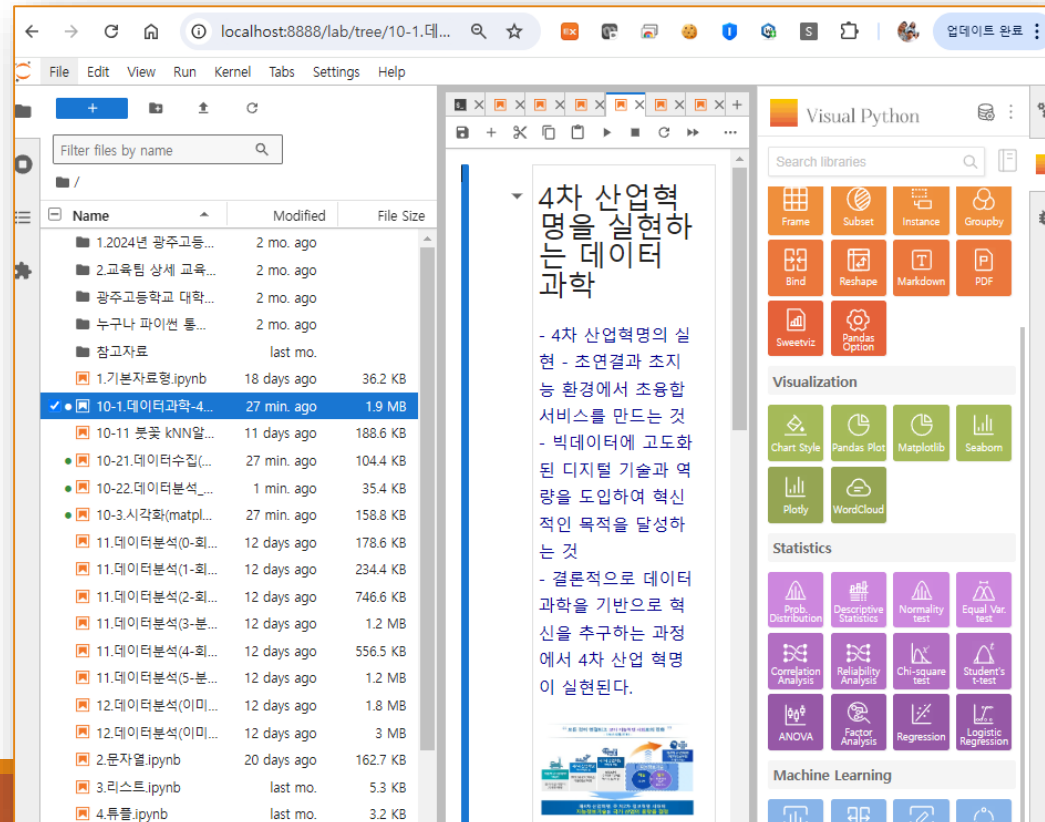 localhost:8888/lab/tree/10-1.데...
업데이트 완료
File Edit View Run Kernel Tabs Settings Help
Filter files by name
/
Name Modified File Size
1.2024년 광주고등... 2 mo. ago
2.교육팀 상세 교육... 2 mo. ago
광주고등학교 대학... 2 mo. ago
누구나 파이썬 통... 2 mo. ago
참고자료 last mo.
1.기본자료형.ipynb 18 days ago 36.2 KB
10-1.데이터과학-4... 27 min. ago 1.9 MB
10-11 붓꽃 kNN알... 11 days ago 188.6 KB
10-21.데이터수집(... 27 min. ago 104.4 KB
10-22.데이터분석_... 1 min. ago 35.4 KB
10-3.시각화(matpl... 27 min. ago 158.8 KB
11.데이터분석(0-회... 12 days ago 178.6 KB
11.데이터분석(1-회... 12 days ago 234.4 KB
11.데이터분석(2-회... 12 days ago 746.6 KB
11.데이터분석(3-분... 12 days ago 1.2 MB
11.데이터분석(4-회... 12 days ago 556.5 KB
11.데이터분석(5-분... 12 days ago 1.2 MB
12.데이터분석(이미... 12 days ago 1.8 MB
12.데이터분석(이미... 12 days ago 3 MB
2.문자열.ipynb 20 days ago 162.7 KB
3.리스트.ipynb last mo. 5.3 KB
4.튜플.ipynb last mo. 3.2 KB
4차 산업혁
명을 실현하
는 데이터
과학
- 4차 산업혁명의 실
현 - 초연결과 초지
능 환경에서 초융합
서비스를 만드는 것
- 빅데이터에 고도화
된 디지털 기술과 역
량을 도입하여 혁신
적인 목적을 달성하
는 것
- 결론적으로 데이터
과학을 기반으로 혁
신을 추구하는 과정
에서 4차 산업 혁명
이 실현된다.
Visual Python
Search libraries
Frame Subset Instance Groupby
Bind Reshape Markdown PDF
Sweetviz Pandas Option
Visualization
Chart Style Pandas Plot Matplotlib Seaborn
Plotly WordCloud
Statistics
Prob. Distribution Descriptive Statistics Normality test Equal Var. test
Correlation Analysis Reliability Analysis Chi-square test Student's t-test
ANOVA Factor Analysis Regression Logistic Regression
Machine Learning